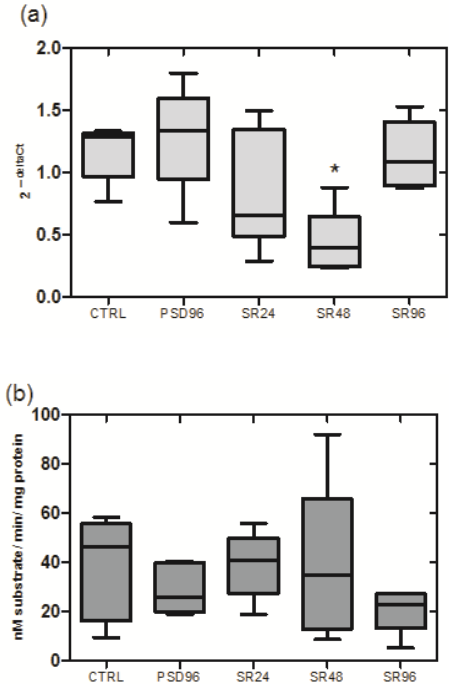 (a)
2.0
1.5
1.0
0.5
0.0
2 -deltaCt
*
CTRL PSD96 SR24 SR48 SR96
(b)
100
80
60
40
20
0
nM substrate/ min/ mg protein
CTRL PSD96 SR24 SR48 SR96